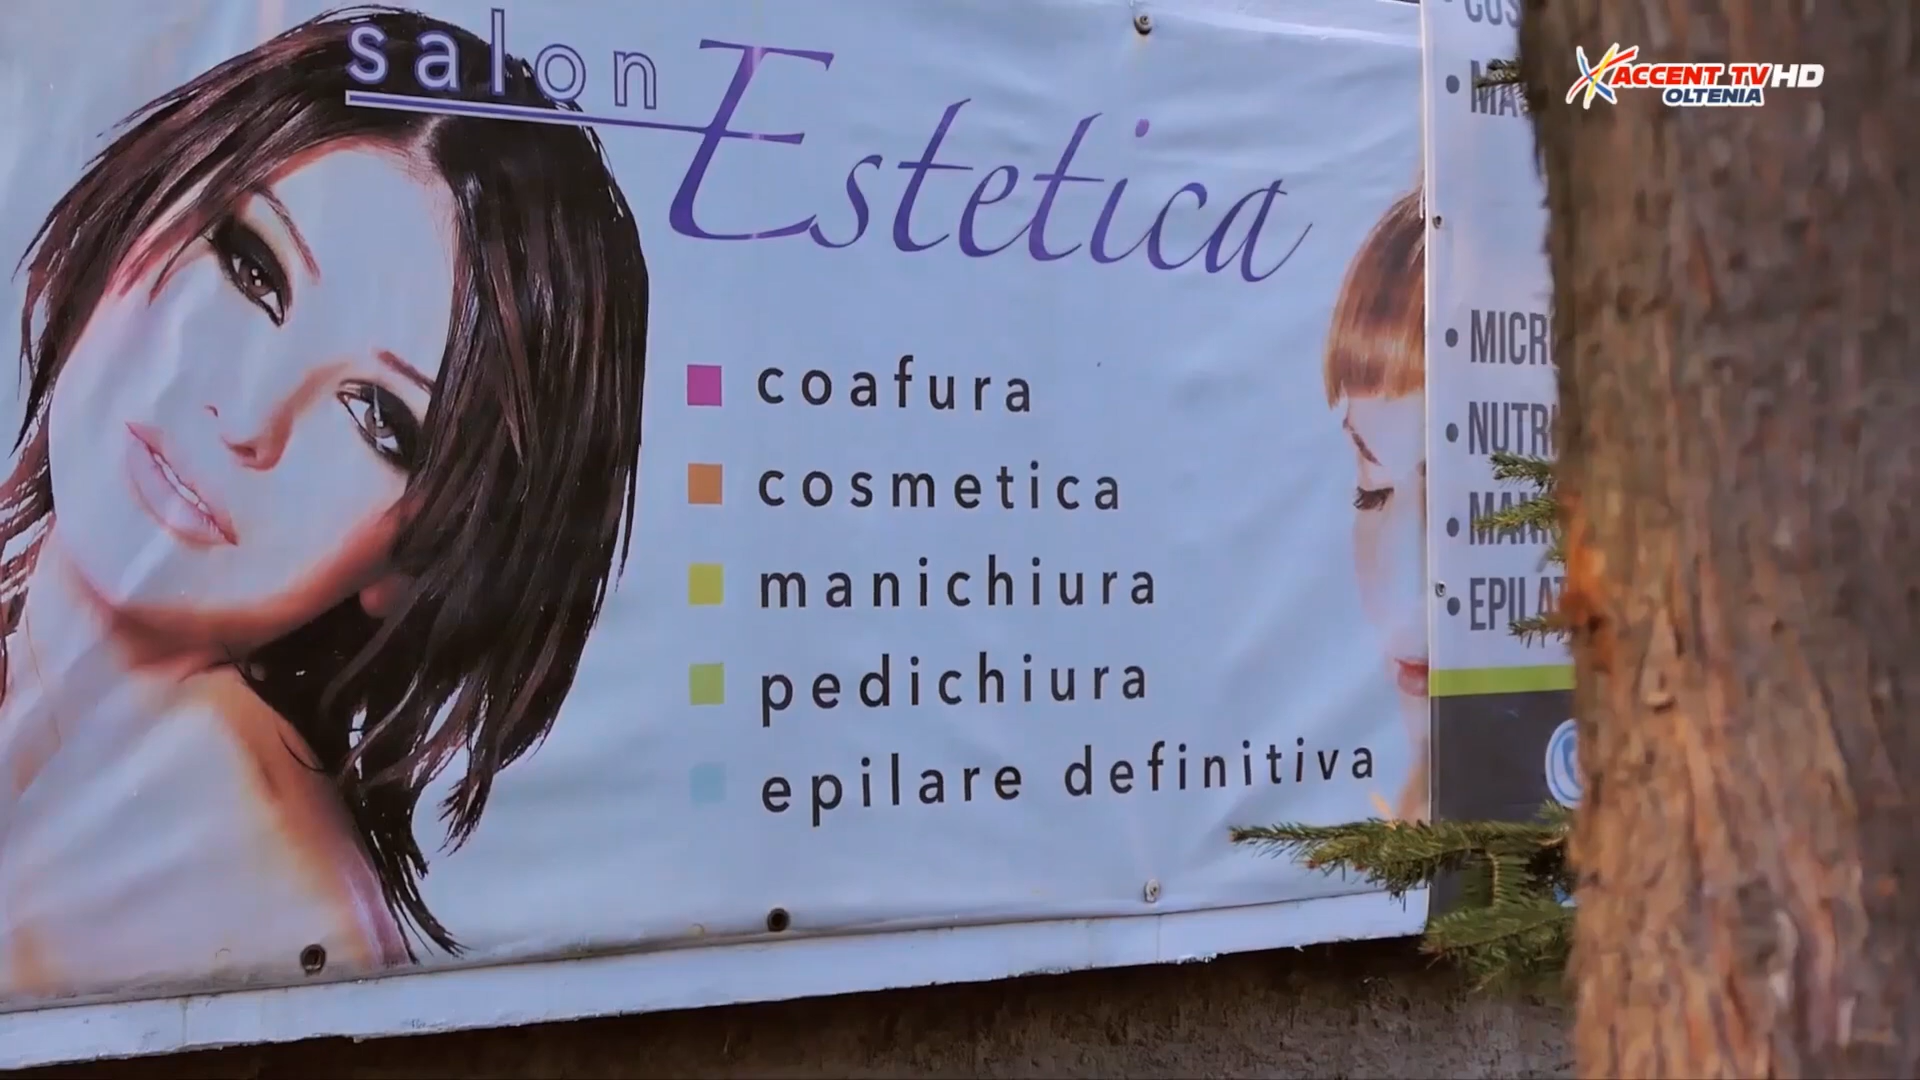 salon
Estetica
coafura
cosmetica
manichiura
pedichiura
epilare definitiva
ACCENT TV HD
OLTENIA